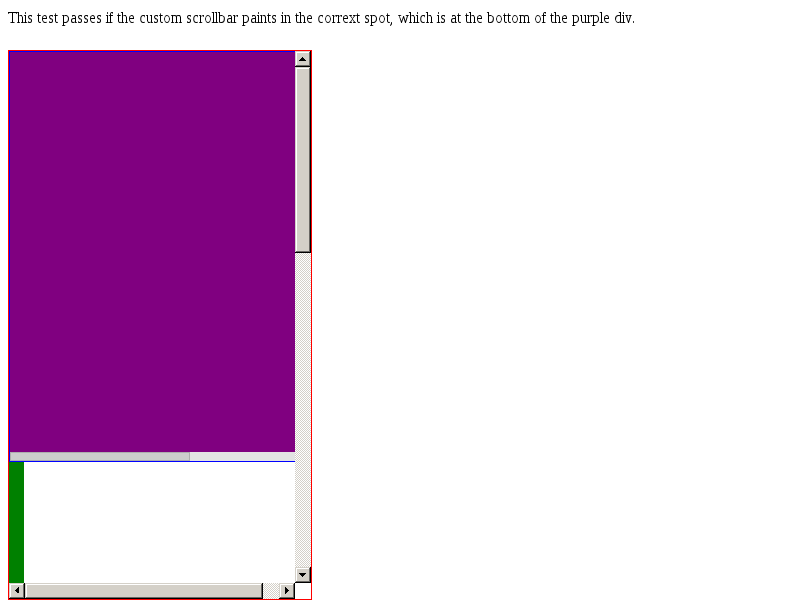 This test passes if the custom scrollbar paints in the corrext spot, which is at the bottom of the purple div.